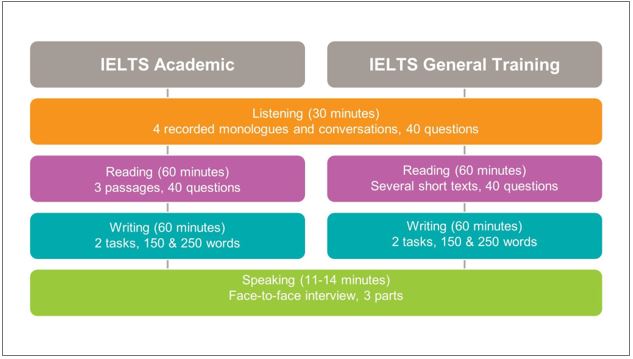 IELTS Academic
IELTS General Training
Listening (30 minutes)
4 recorded monologues and conversations, 40 questions
Reading (60 minutes)
3 passages, 40 questions
Reading (60 minutes)
Several short texts, 40 questions
Writing (60 minutes)
2 tasks, 150 & 250 words
Writing (60 minutes)
2 tasks, 150 & 250 words
Speaking (11-14 minutes)
Face-to-face interview, 3 parts